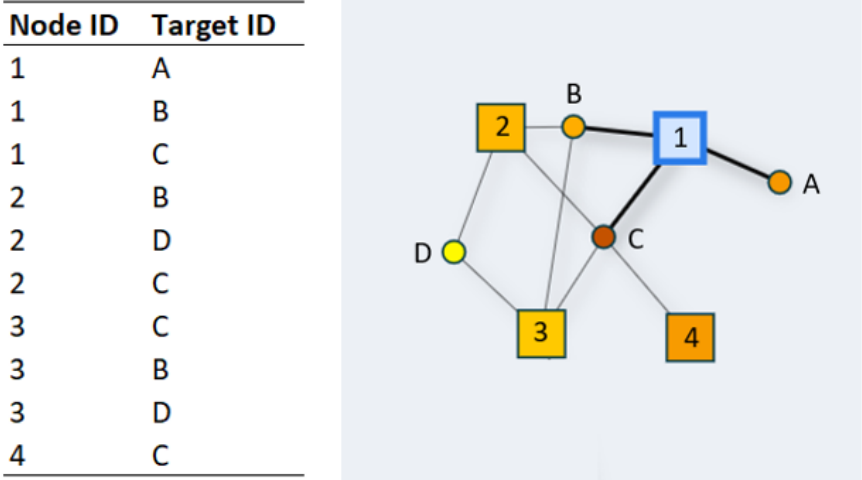 Node ID Target ID
1 A
1 B
1 C
2 B
2 D
2 C
3 C
3 B
3 D
4 C
B
2
1
A
C
D
3
4